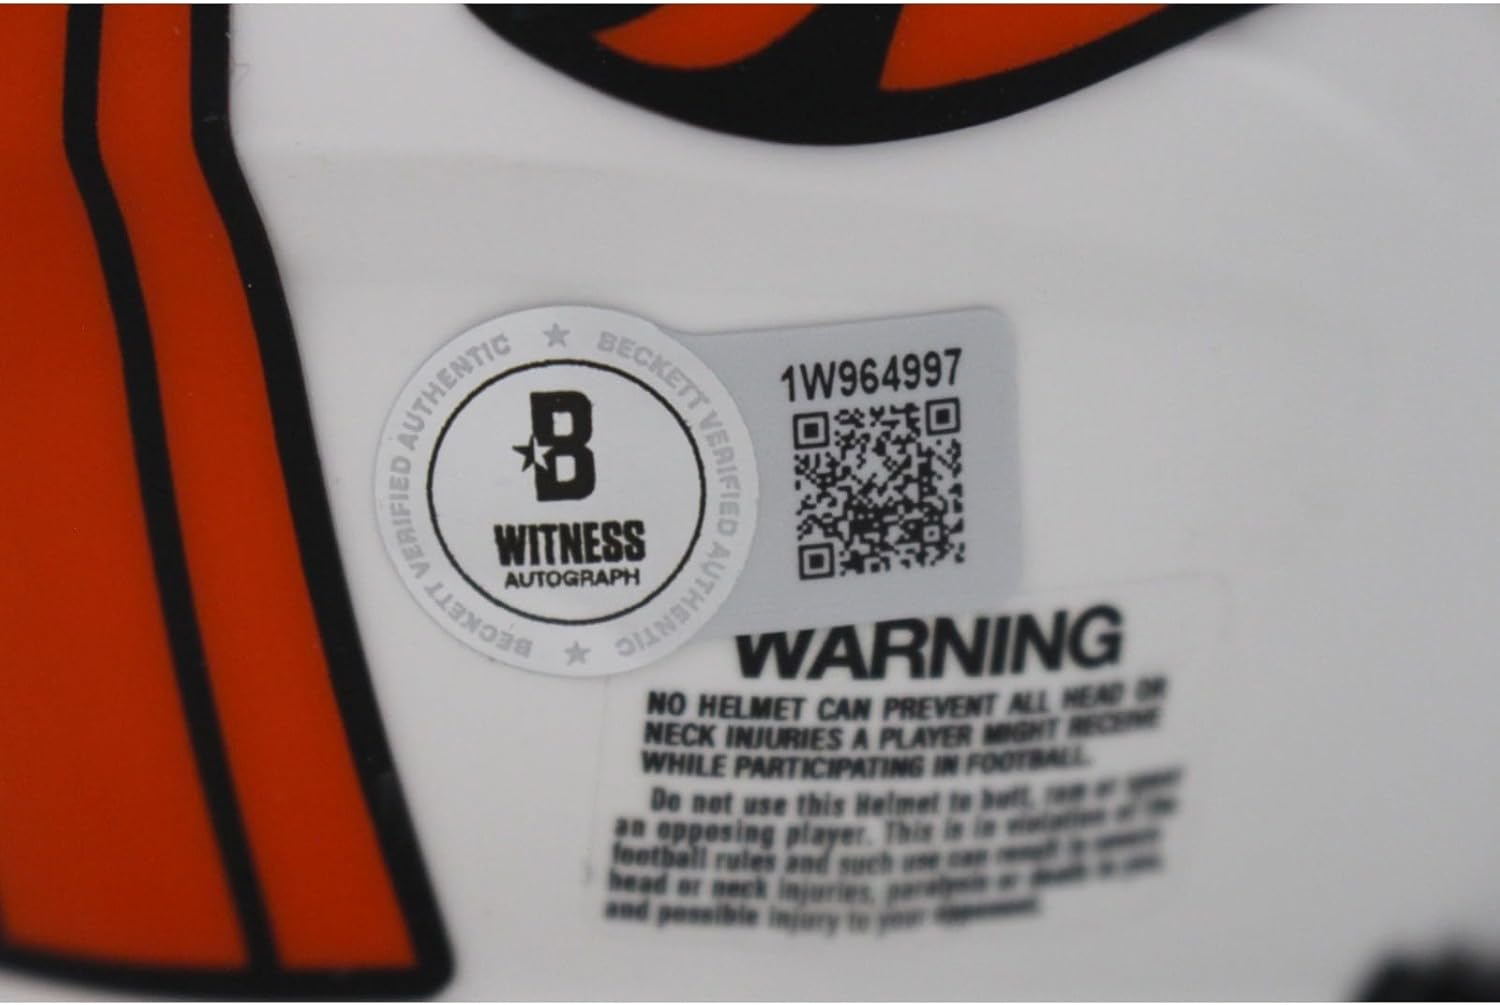 BECKETT VERIFIED AUTHENTIC ★ BECKETT VERIFIED AUTHENTIC ★
B
WITNESS
AUTOGRAPH
1W964997
WARNING
NO HELMET CAN PREVENT ALL HEAD OR
NECK INJURIES A PLAYER MIGHT RECEIVE
WHILE PARTICIPATING IN FOOTBALL.
Do not use this Helmet to butt, ram or spear
an opposing player. This is in violation of the
football rules and such use can result in severe
head or neck injuries, paralysis or death to you,
and possible injury to your opponent.